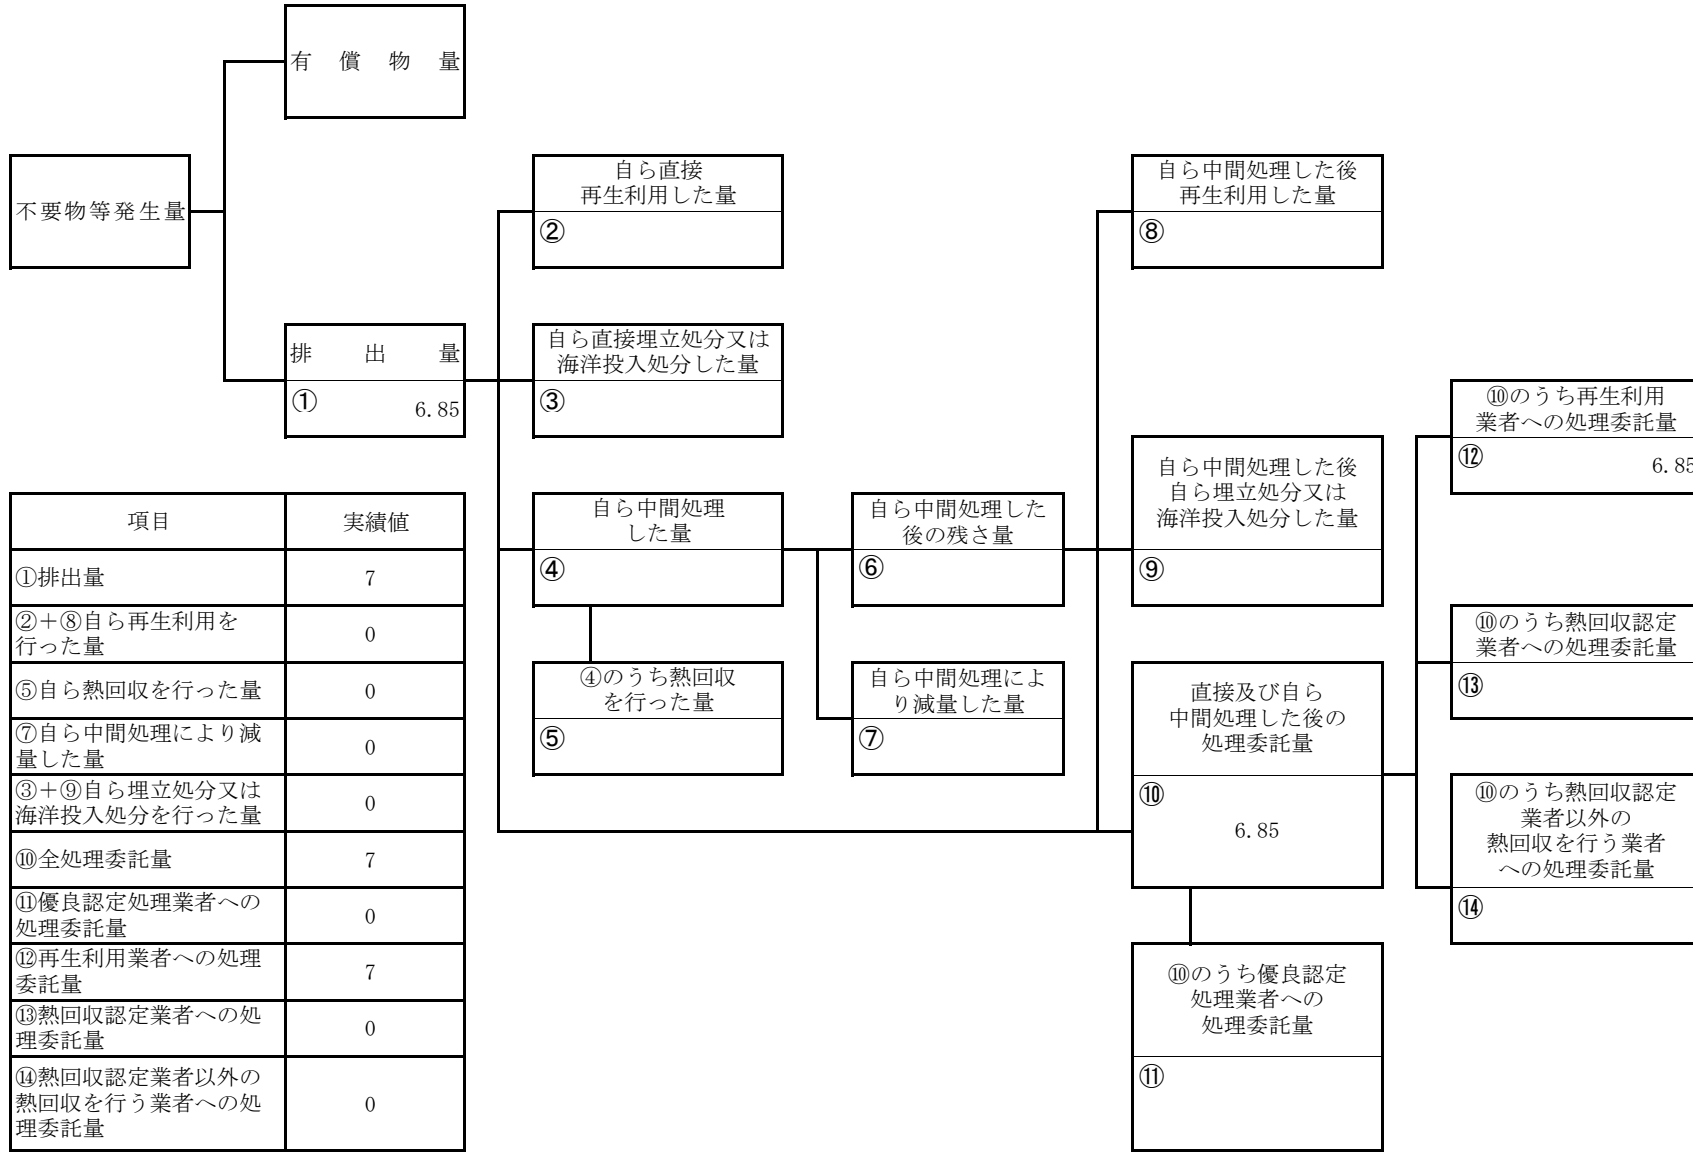 有償物量
不要物等発生量
自ら直接
再生利用した量
②
自ら中間処理した後
再生利用した量
⑧
排出量
① 6.85
自ら直接埋立処分又は
海洋投入処分した量
③
⑩のうち再生利用
業者への処理委託量
⑫ 6.85
自ら中間処理
した量
④
自ら中間処理した
後の残さ量
⑥
自ら中間処理した後
自ら埋立処分又は
海洋投入処分した量
⑨
④のうち熱回収
を行った量
⑤
自ら中間処理によ
り減量した量
⑦
直接及び自ら
中間処理した後の
処理委託量
⑩
6.85
⑩のうち熱回収認定
業者への処理委託量
⑬
⑩のうち熱回収認定
業者以外の
熱回収を行う業者
への処理委託量
⑭
⑩のうち優良認定
処理業者への
処理委託量
⑪
項目 実績値
①排出量 7
②+⑧自ら再生利用を
行った量 0
⑤自ら熱回収を行った量 0
⑦自ら中間処理により減
量した量 0
③+⑨自ら埋立処分又は
海洋投入処分を行った量 0
⑩全処理委託量 7
⑪優良認定処理業者への
処理委託量 0
⑫再生利用業者への処理
委託量 7
⑬熱回収認定業者への処
理委託量 0
⑭熱回収認定業者以外の
熱回収を行う業者への処
理委託量 0